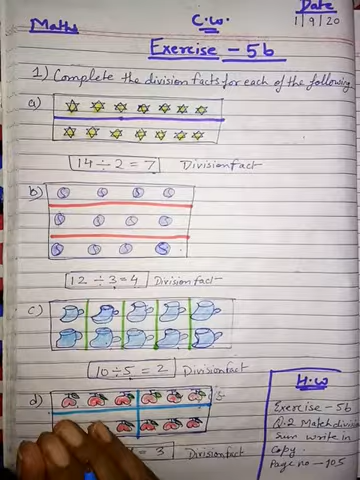 Maths
C.W.
Date
1/9/20
Exercise - 5b
1) Complete the division facts for each of the following.
a)
14 ÷ 2 = 7 Division fact
b)
12 ÷ 3 = 4 Division fact
c)
10 ÷ 5 = 2 Division fact
d)
= 3 Division fact
H.W
Exercise - 5b
Q.2 Match divi
Sum write in
Copy.
Page no - 105